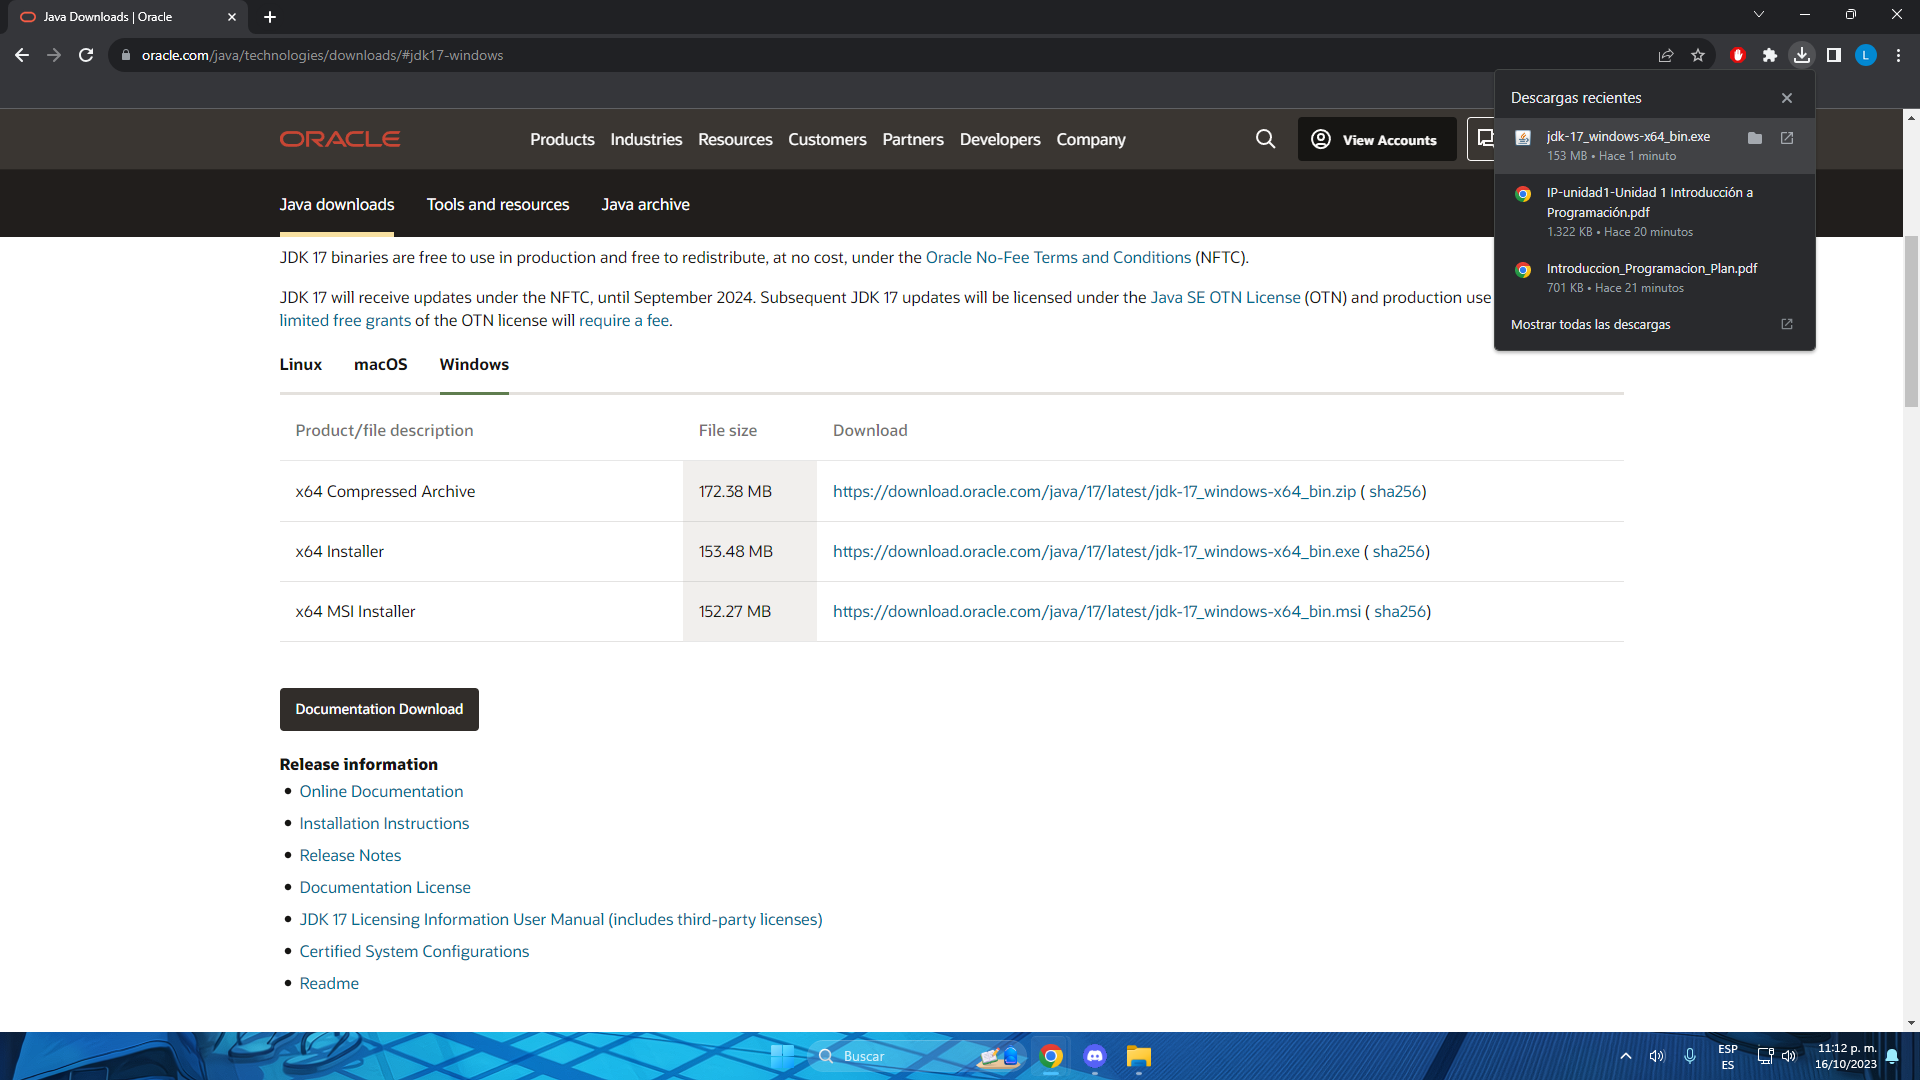 Java Downloads | Oracle
oracle.com/java/technologies/downloads/#jdk17-windows
L
Descargas recientes
jdk-17_windows-x64_bin.exe
153 MB • Hace 1 minuto
IP-unidad1-Unidad 1 Introducción a
Programación.pdf
1.322 KB • Hace 20 minutos
Introduccion_Programacion_Plan.pdf
701 KB • Hace 21 minutos
Mostrar todas las descargas
ORACLE
Products Industries Resources Customers Partners Developers Company
View Accounts
Java downloads Tools and resources Java archive
JDK 17 binaries are free to use in production and free to redistribute, at no cost, under the Oracle No-Fee Terms and Conditions (NFTC).
JDK 17 will receive updates under the NFTC, until September 2024. Subsequent JDK 17 updates will be licensed under the Java SE OTN License (OTN) and production use
limited free grants of the OTN license will require a fee.
Linux macOS Windows
Product/file description File size Download
x64 Compressed Archive 172.38 MB https://download.oracle.com/java/17/latest/jdk-17_windows-x64_bin.zip ( sha256)
x64 Installer 153.48 MB https://download.oracle.com/java/17/latest/jdk-17_windows-x64_bin.exe ( sha256)
x64 MSI Installer 152.27 MB https://download.oracle.com/java/17/latest/jdk-17_windows-x64_bin.msi ( sha256)
Documentation Download
Release information
• Online Documentation
• Installation Instructions
• Release Notes
• Documentation License
• JDK 17 Licensing Information User Manual (includes third-party licenses)
• Certified System Configurations
• Readme
Buscar
ESP
ES
11:12 p. m.
16/10/2023